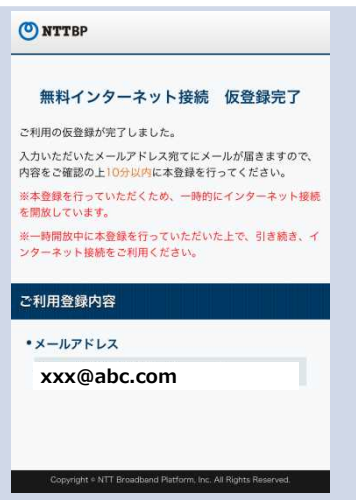 NTTBP
無料インターネット接続 仮登録完了
ご利用の仮登録が完了しました。
入力いただいたメールアドレス宛てにメールが届きますので、
内容をご確認の上10分以内に本登録を行ってください。
※本登録を行っていただくため、一時的にインターネット接続
を開放しています。
※一時開放中に本登録を行っていただいた上で、引き続き、イ
ンターネット接続をご利用ください。
ご利用登録内容
•メールアドレス
xxx@abc.com
Copyright © NTT Broadband Platform, Inc. All Rights Reserved.